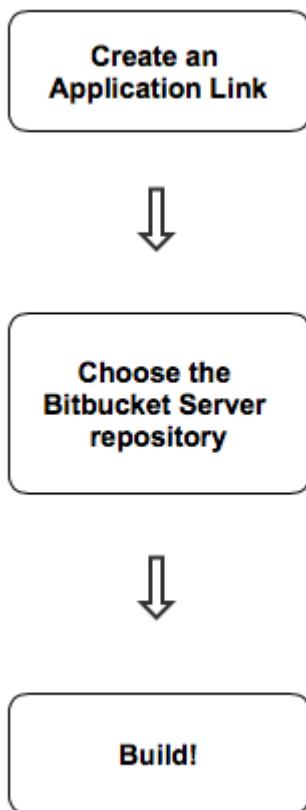 Create an
Application Link
Choose the
Bitbucket Server
repository
Build!